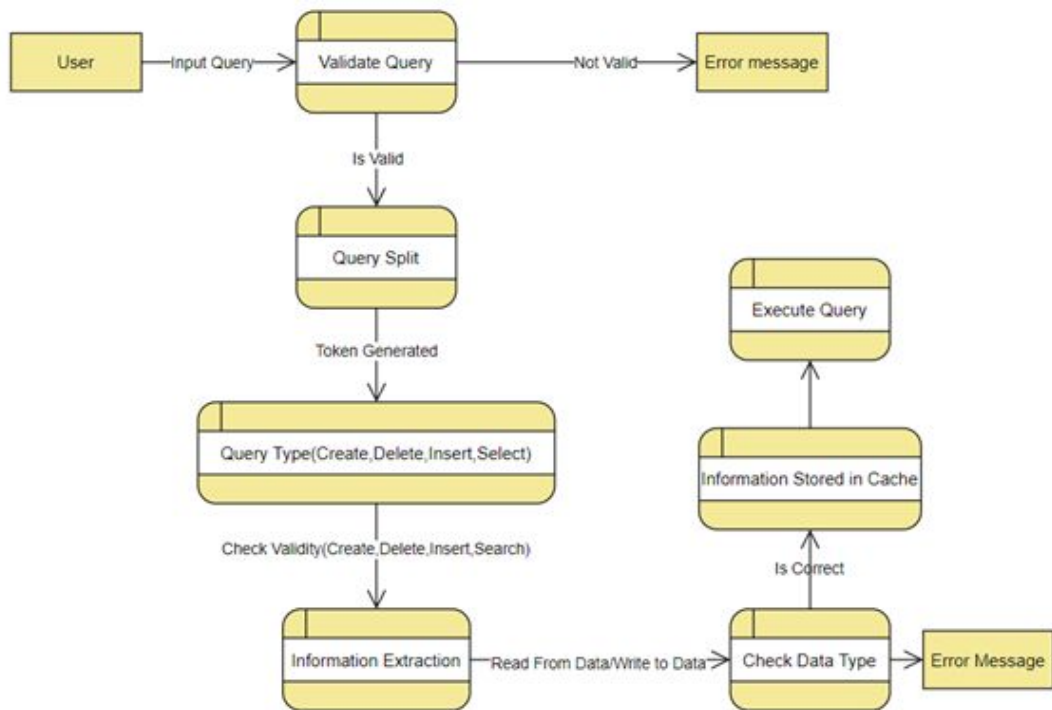 User
Input Query
Validate Query
Not Valid
Error message
Is Valid
Query Split
Execute Query
Token Generated
Query Type(Create,Delete,Insert,Select)
Information Stored in Cache
Check Validity(Create,Delete,Insert,Search)
Is Correct
Information Extraction
Read From Data/Write to Data
Check Data Type
Error Message